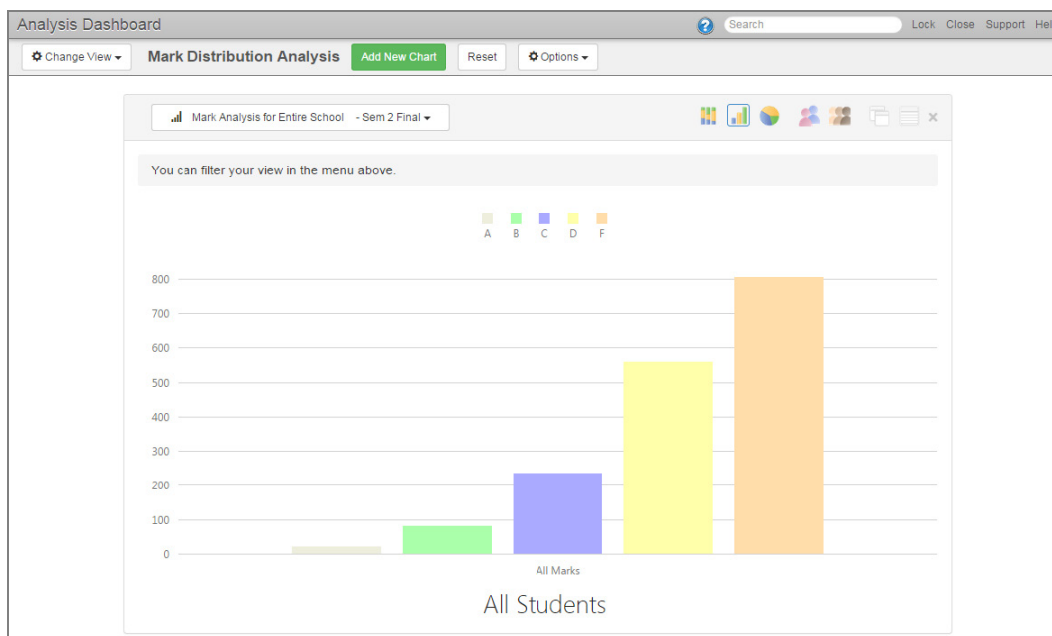 Analysis Dashboard ? Search Lock Close Support Hel
Change View Mark Distribution Analysis Add New Chart Reset Options
Mark Analysis for Entire School - Sem 2 Final ×
You can filter your view in the menu above.
A B C D F
800
700
600
500
400
300
200
100
0
All Marks
All Students